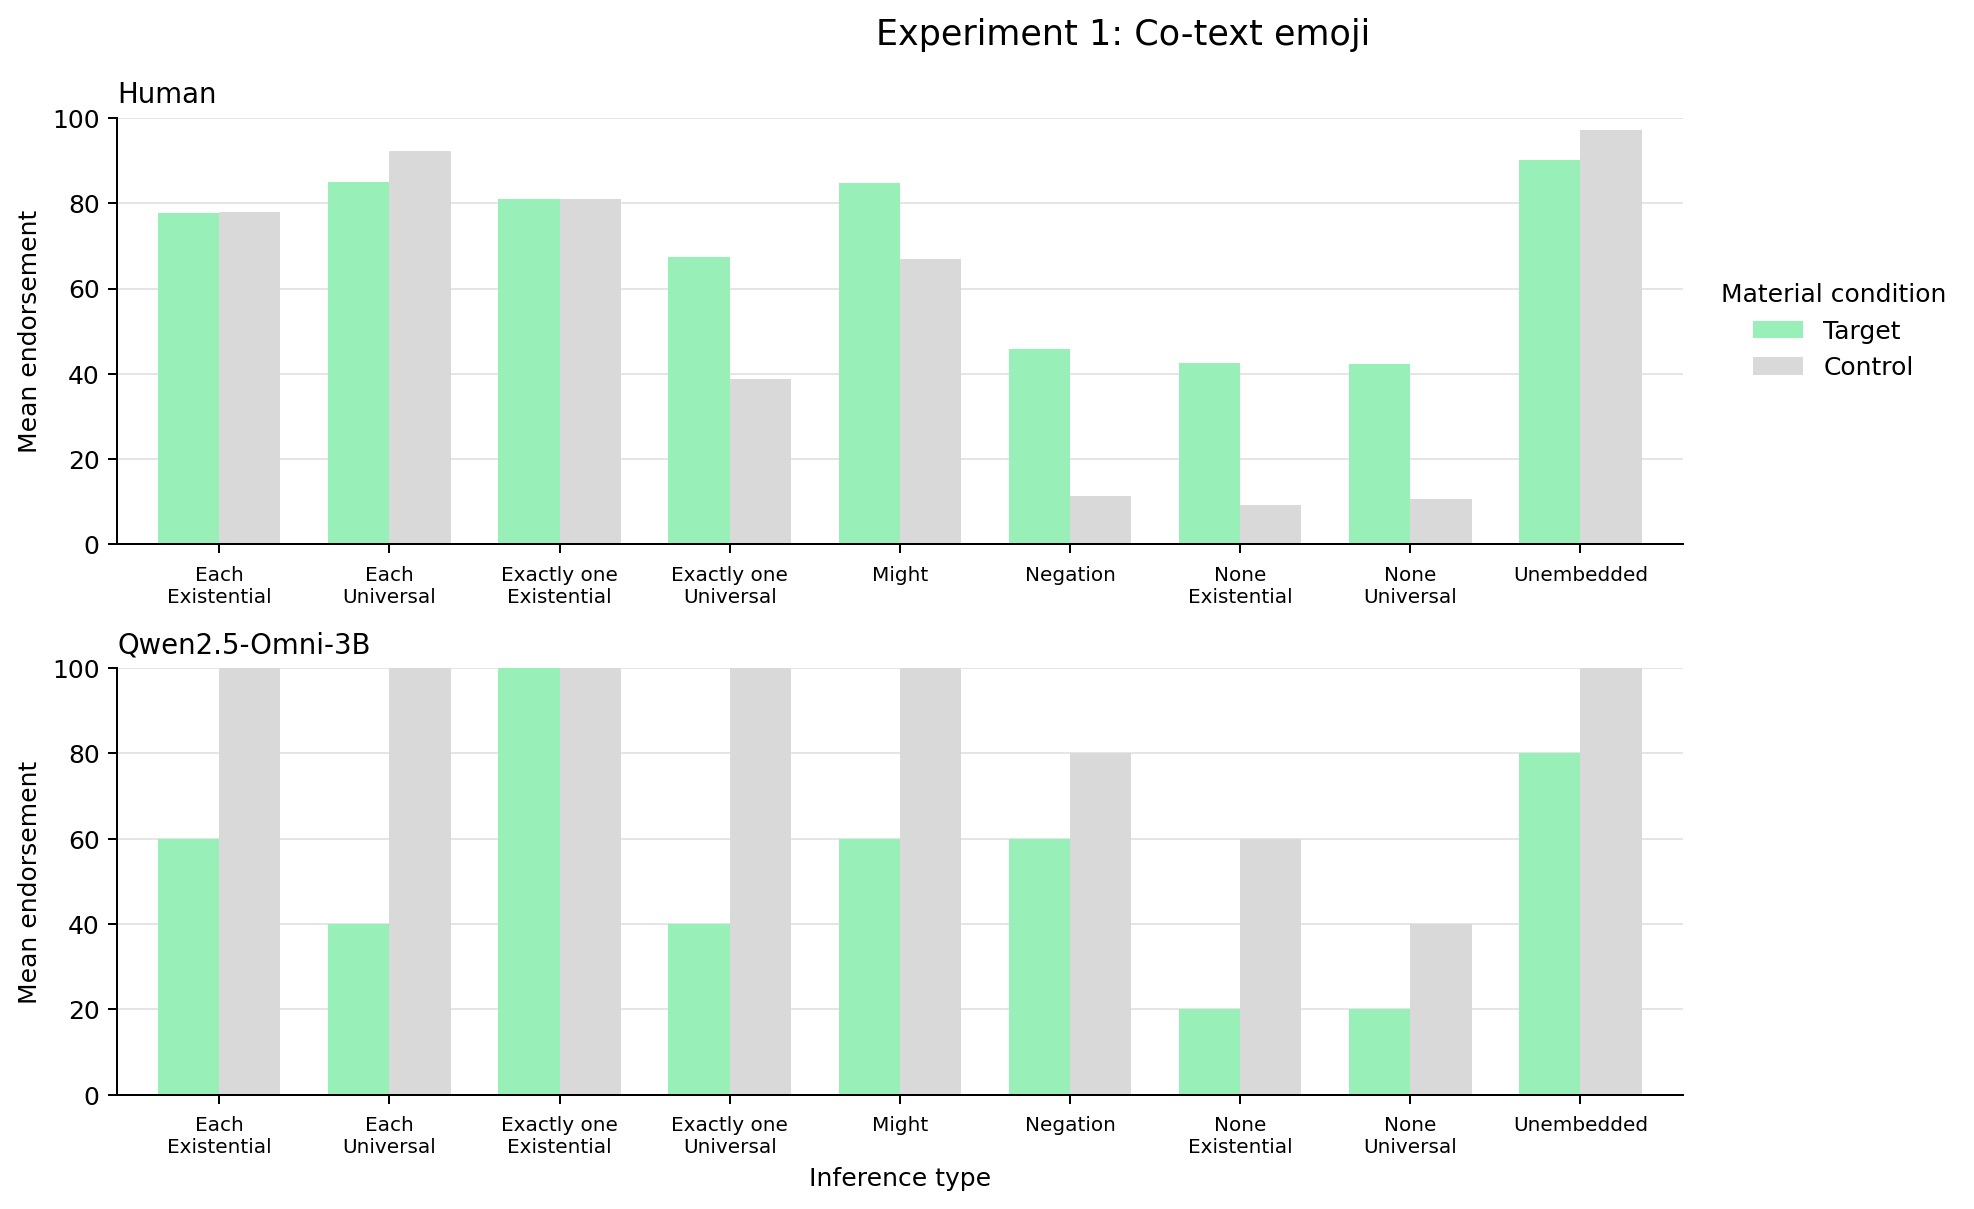 Experiment 1: Co-text emoji
Human
100
80
60
40
20
0
Mean endorsement
Each
Existential
Each
Universal
Exactly one
Existential
Exactly one
Universal
Might
Negation
None
Existential
None
Universal
Unembedded
Material condition
Target
Control
Qwen2.5-Omni-3B
100
80
60
40
20
0
Mean endorsement
Each
Existential
Each
Universal
Exactly one
Existential
Exactly one
Universal
Might
Negation
None
Existential
None
Universal
Unembedded
Inference type